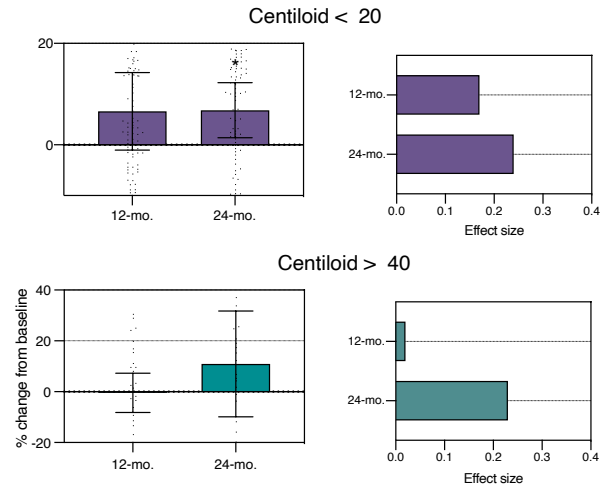 Centiloid < 20
20
0
*
12-mo.
24-mo.
12-mo.
24-mo.
0.0
0.1
0.2
0.3
0.4
Effect size
Centiloid > 40
% change from baseline
40
20
0
-20
12-mo.
24-mo.
12-mo.
24-mo.
0.0
0.1
0.2
0.3
0.4
Effect size